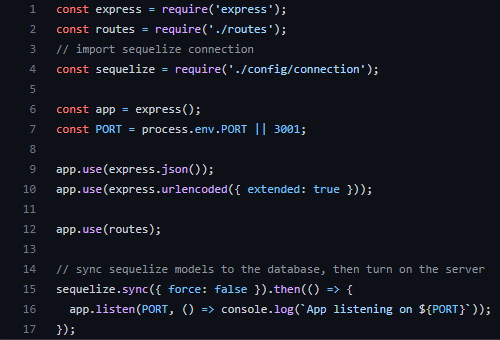 1 const express = require('express');
2 const routes = require('./routes');
3 // import sequelize connection
4 const sequelize = require('./config/connection');
5
6 const app = express();
7 const PORT = process.env.PORT || 3001;
8
9 app.use(express.json());
10 app.use(express.urlencoded({ extended: true }));
11
12 app.use(routes);
13
14 // sync sequelize models to the database, then turn on the server
15 sequelize.sync({ force: false }).then(() => {
16   app.listen(PORT, () => console.log(`App listening on ${PORT}`));
17 });